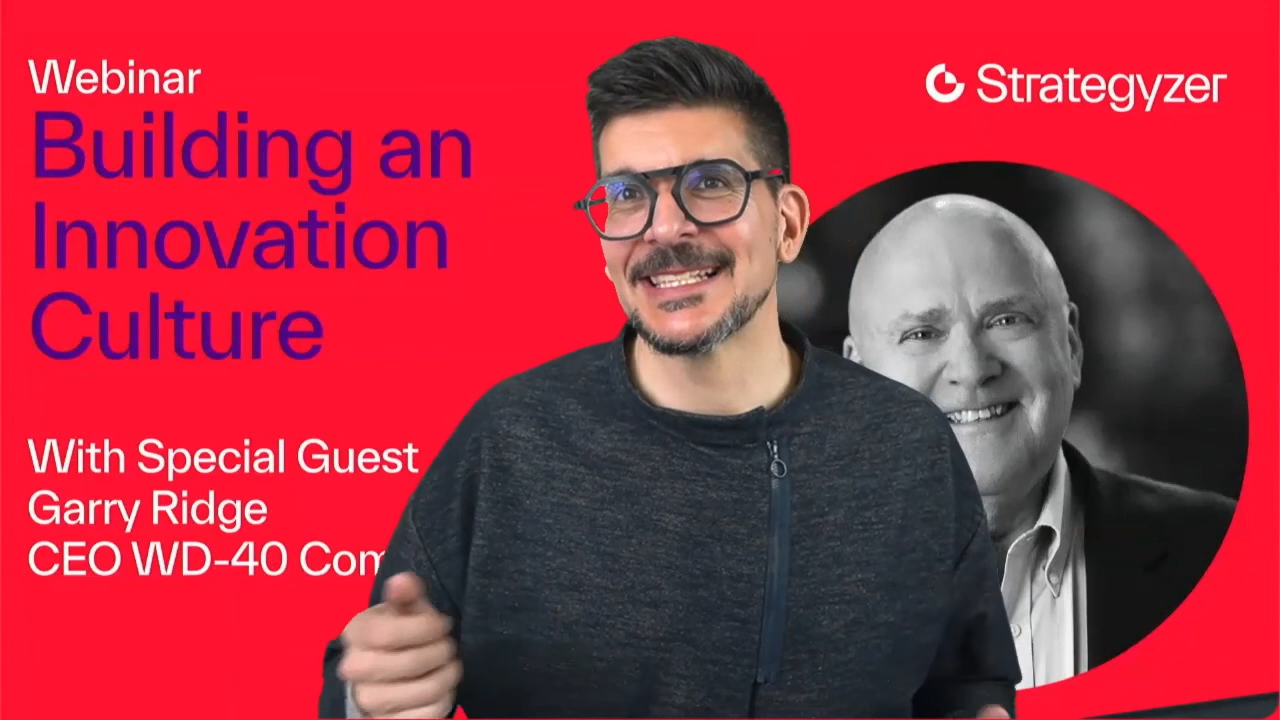 Webinar
Building an
Innovation
Culture
With Special Guest
Garry Ridge
CEO WD-40 Com
Strategyzer